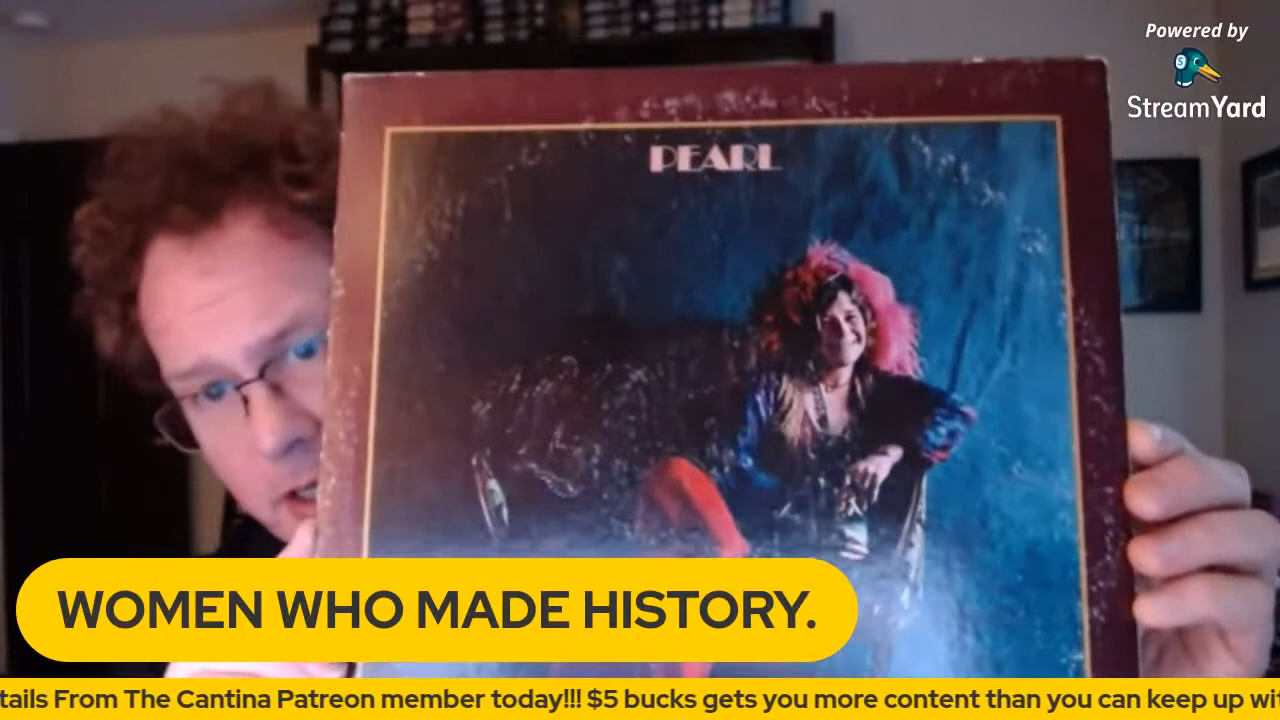 Powered by
StreamYard
PEARL
WOMEN WHO MADE HISTORY.
tails From The Cantina Patreon member today!!! $5 bucks gets you more content than you can keep up wit